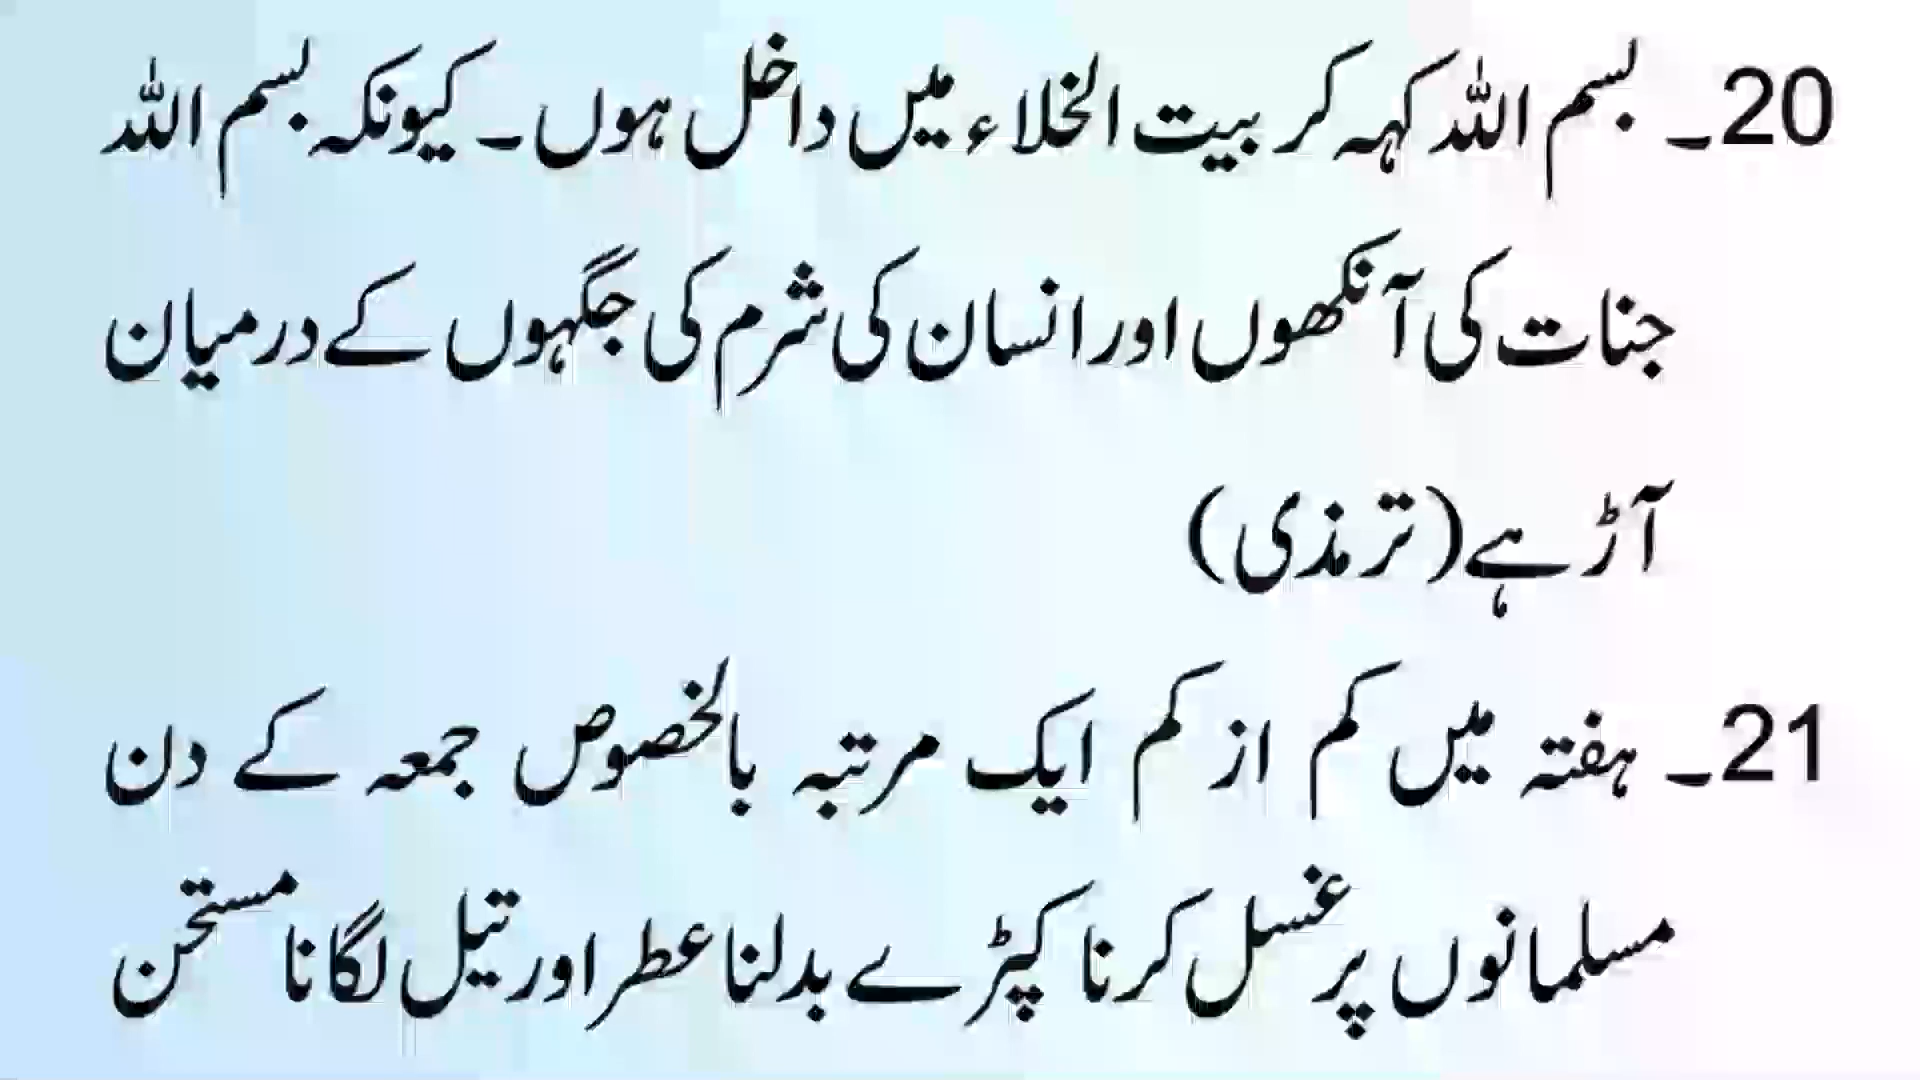 20۔ بسم اللہ کہہ کر بیت الخلاء میں داخل ہوں۔ کیونکہ بسم اللہ
جنات کی آنکھوں اور انسان کی شرم کی جگہوں کے درمیان
آڑ ہے (ترمذی)
21۔ ہفتہ میں کم از کم ایک مرتبہ بالخصوص جمعہ کے دن
مسلمانوں پر غسل کرنا کپڑے بدلنا عطر اور تیل لگانا مستحن